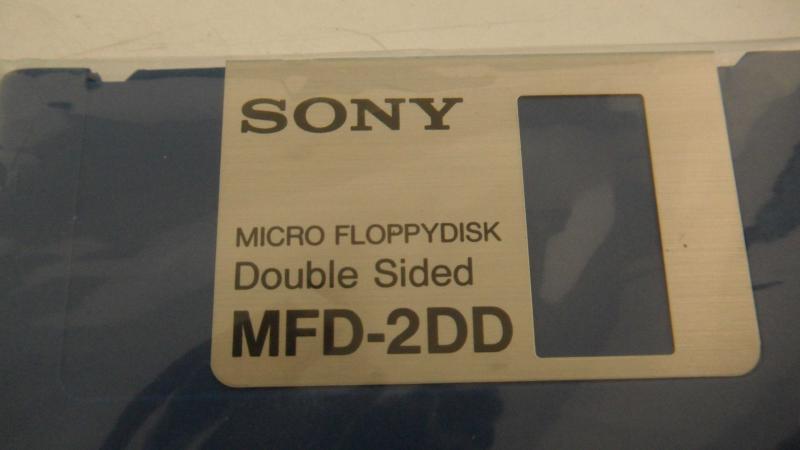 SONY
MICRO FLOPPYDISK
Double Sided
MFD-2DD